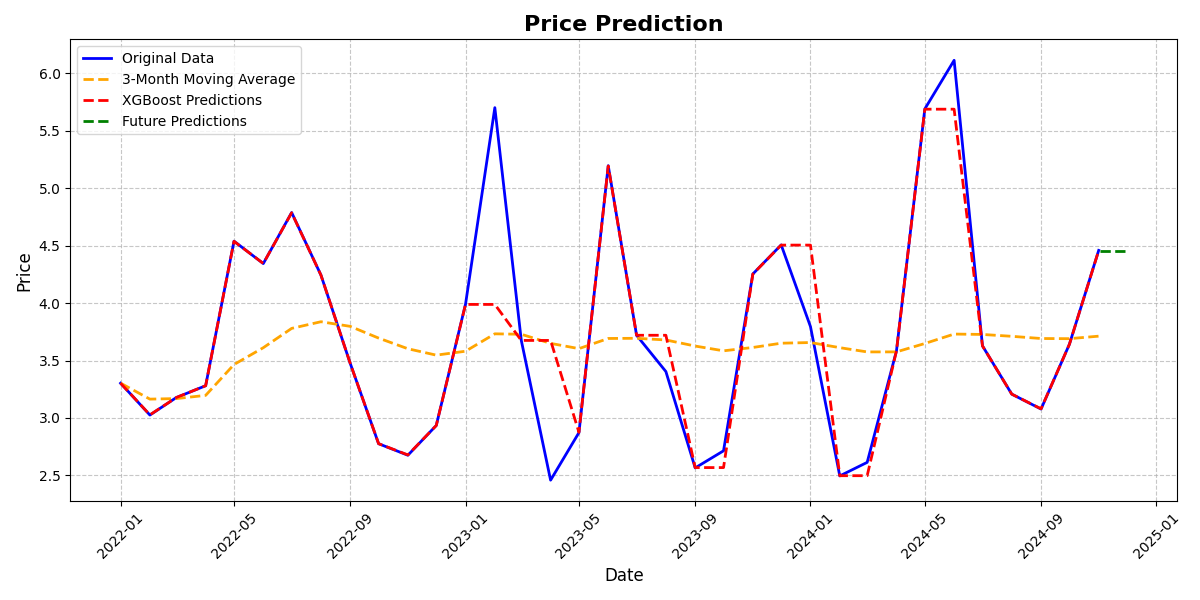 Price Prediction
Original Data
3-Month Moving Average
XGBoost Predictions
Future Predictions
Price
6.0
5.5
5.0
4.5
4.0
3.5
3.0
2.5
2022-01
2022-05
2022-09
2023-01
2023-05
2023-09
2024-01
2024-05
2024-09
2025-01
Date